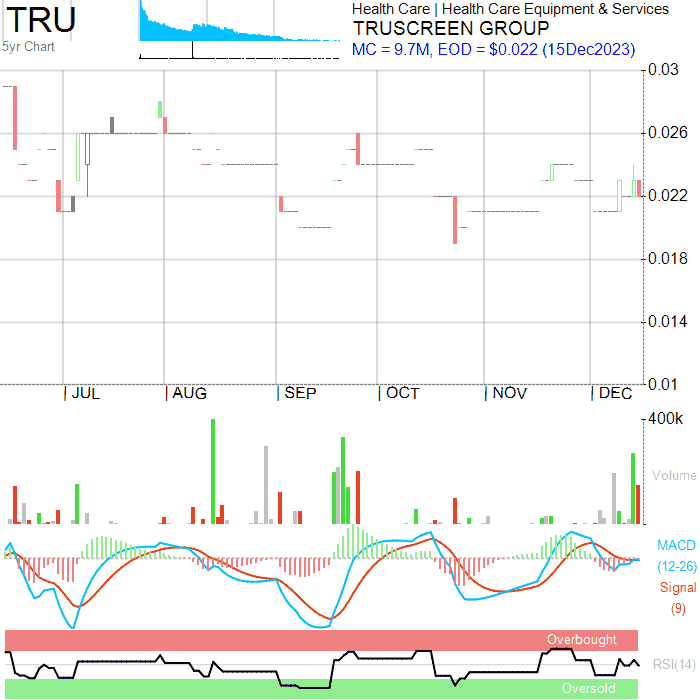 TRU
5yr Chart
Health Care | Health Care Equipment & Services
TRUSCREEN GROUP
MC = 9.7M, EOD = $0.022 (15Dec2023)
0.03
0.026
0.022
0.018
0.014
0.01
| JUL | AUG | SEP | OCT | NOV | DEC
400k
Volume
MACD
(12-26)
Signal
(9)
Overbought
RSI(14)
Oversold